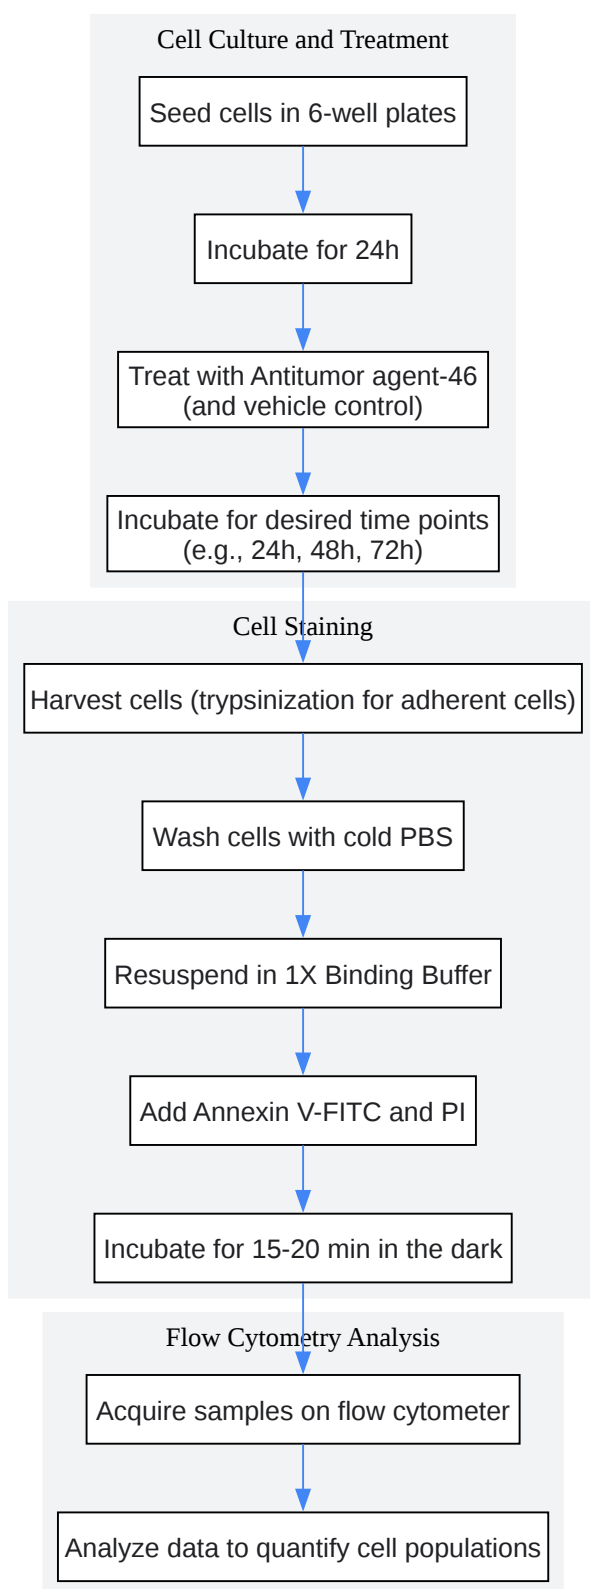 Cell Culture and Treatment
Seed cells in 6-well plates
Incubate for 24h
Treat with Antitumor agent-46
(and vehicle control)
Incubate for desired time points
(e.g., 24h, 48h, 72h)
Cell Staining
Harvest cells (trypsinization for adherent cells)
Wash cells with cold PBS
Resuspend in 1X Binding Buffer
Add Annexin V-FITC and PI
Incubate for 15-20 min in the dark
Flow Cytometry Analysis
Acquire samples on flow cytometer
Analyze data to quantify cell populations